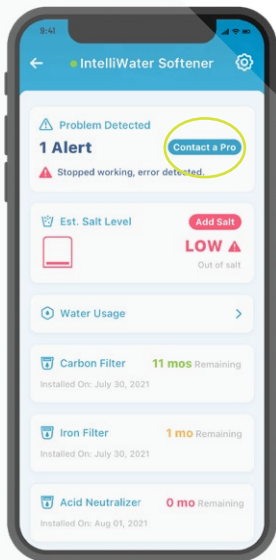 9:41
IntelliWater Softener
Problem Detected
1 Alert
Contact a Pro
Stopped working, error detected.
Est. Salt Level
Add Salt
LOW
Out of salt
Water Usage
Carbon Filter 11 mos Remaining
Installed On: July 30, 2021
Iron Filter 1 mo Remaining
Installed On: July 30, 2021
Acid Neutralizer 0 mo Remaining
Installed On: Aug 01, 2021